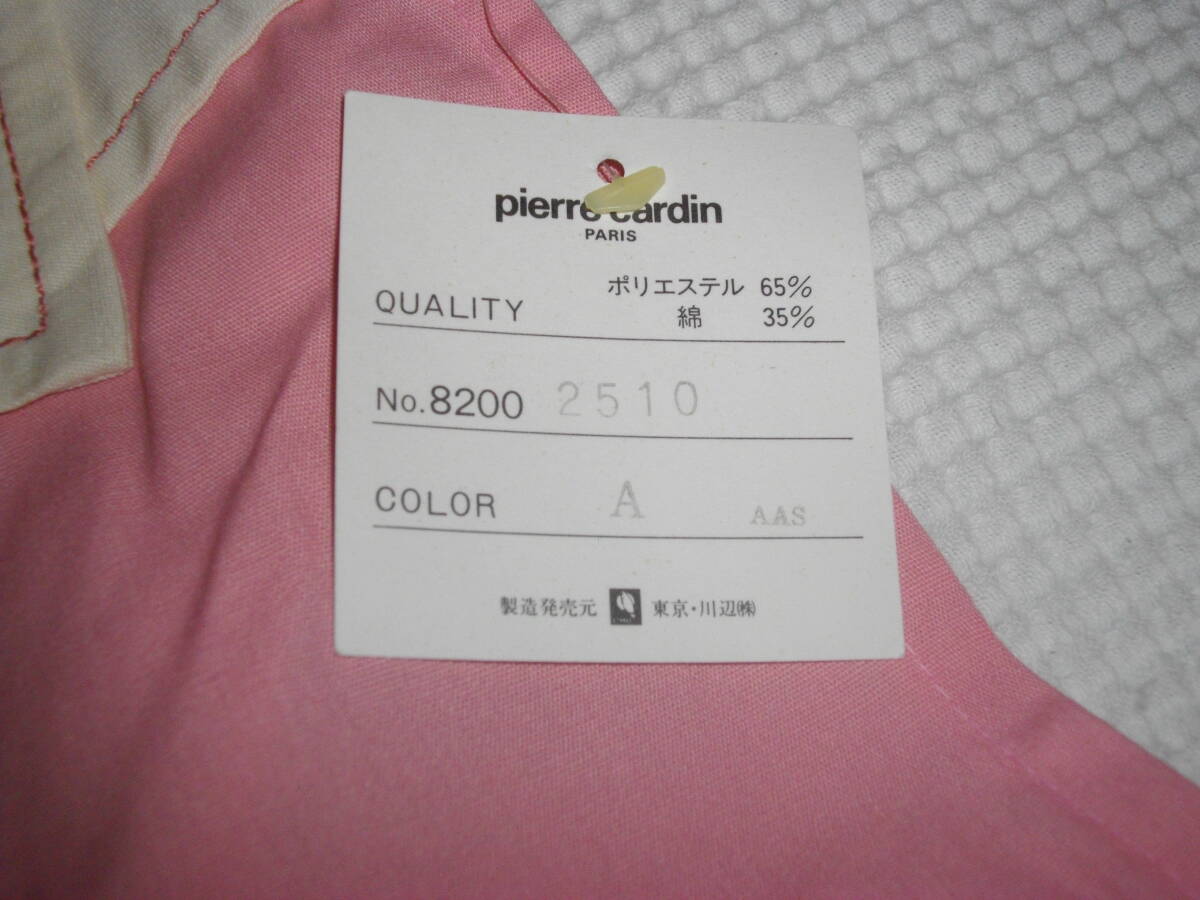 pierre cardin
PARIS
QUALITY ポリエステル 65%
綿 35%
No.8200 2510
COLOR A AAS
製造発売元 東京・川辺㈱